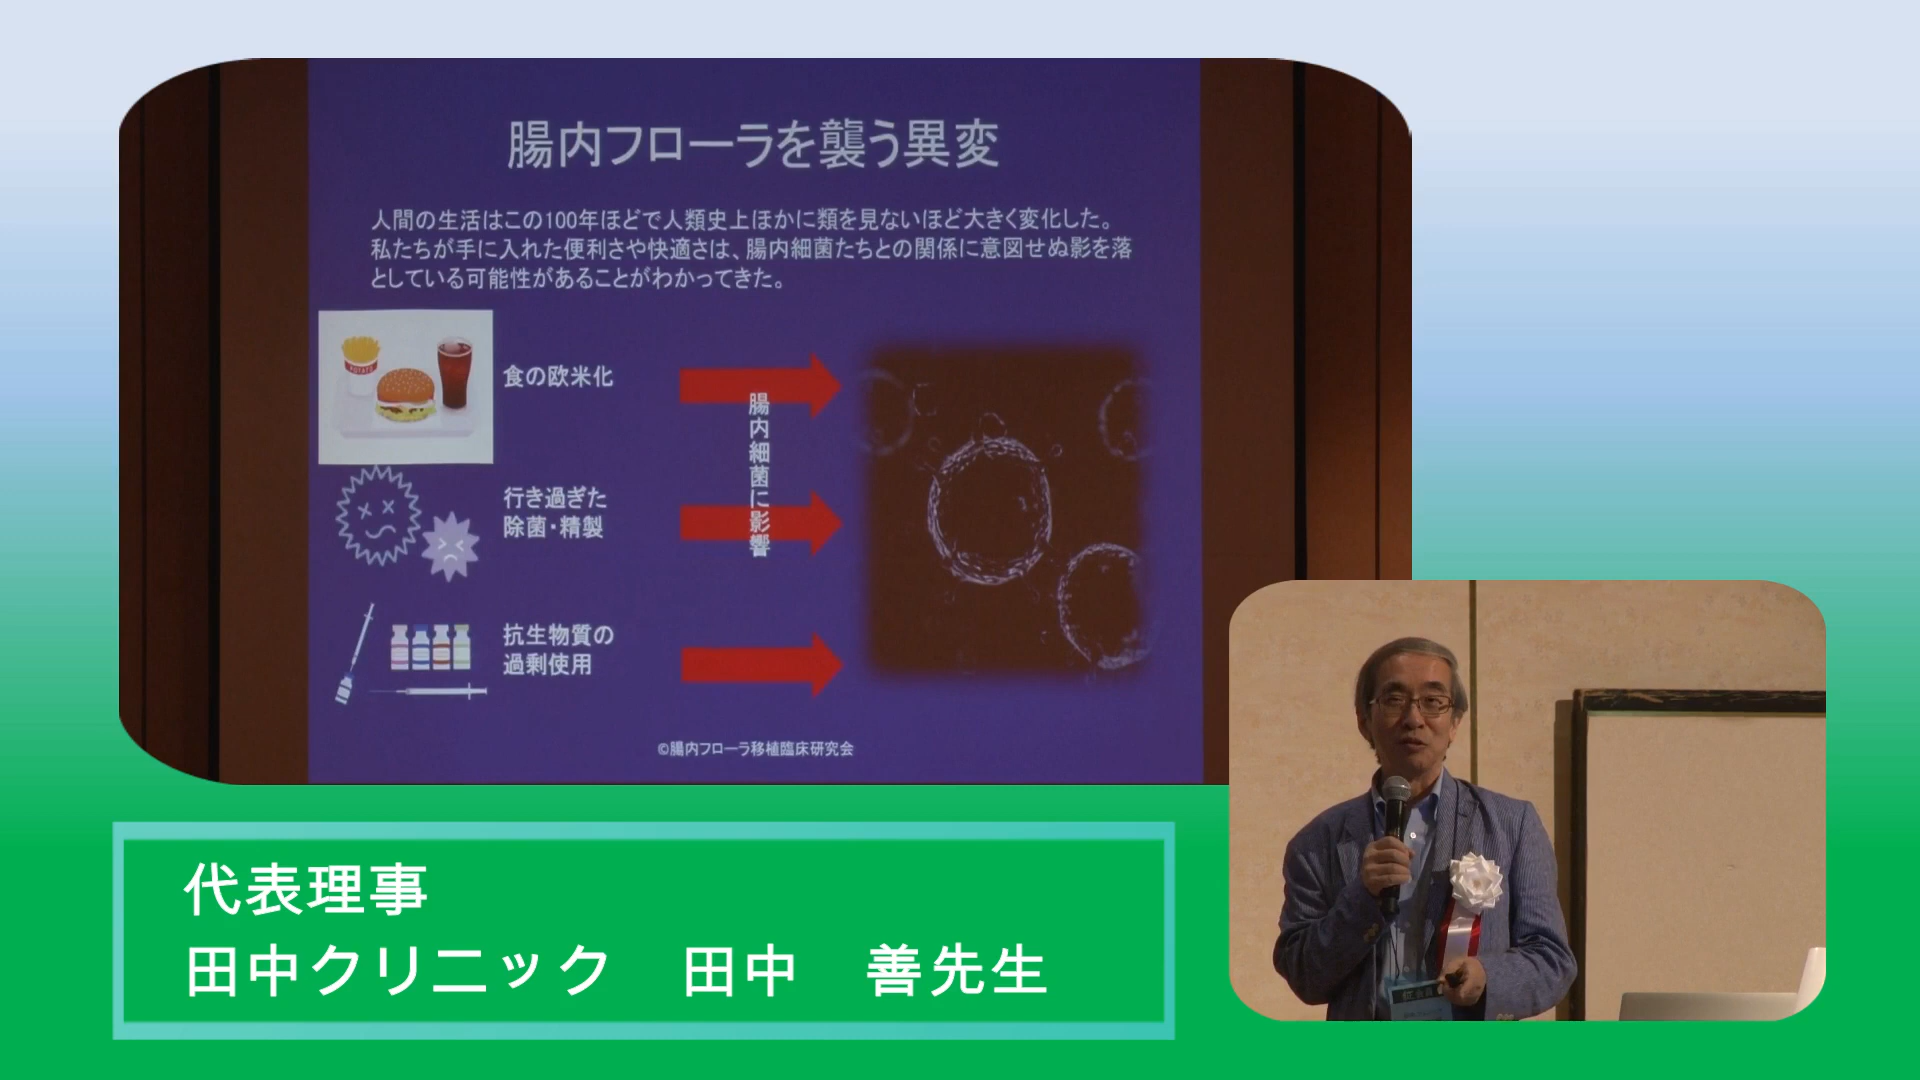 腸内フローラを襲う異変
人間の生活はこの100年ほどで人類史上ほかに類を見ないほど大きく変化した。
私たちが手に入れた便利さや快適さは、腸内細菌たちとの関係に意図せぬ影を落
としている可能性があることがわかってきた。
POTATO
食の欧米化
行き過ぎた
除菌・精製
抗生物質の
過剰使用
腸内細菌に影響
©腸内フローラ移植臨床研究会
代表理事
田中クリニック　田中　善先生